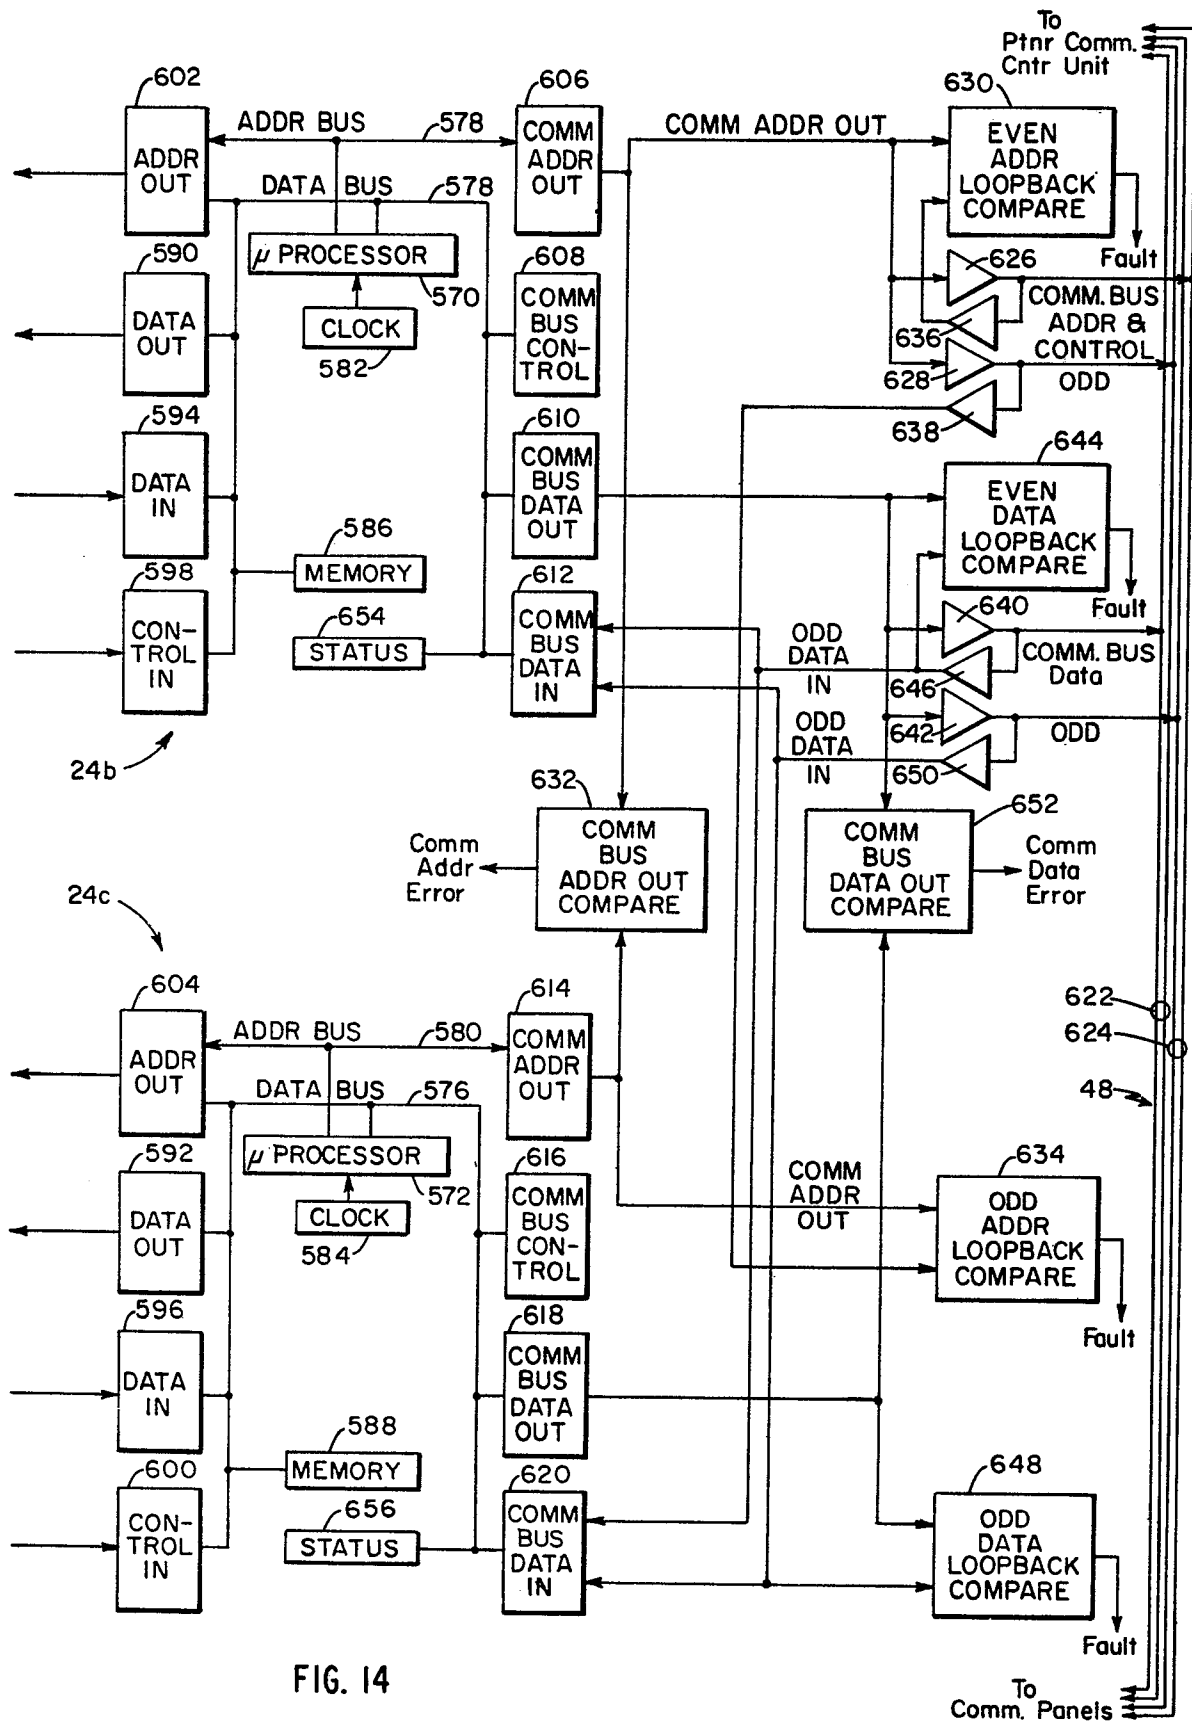 To
Ptnr Comm.
Cntr Unit
602
606
630
ADDR BUS
578
COMM ADDR OUT
ADDR
OUT
COMM
ADDR
OUT
EVEN
ADDR
LOOPBACK
COMPARE
DATA BUS
578
590
μ PROCESSOR
570
608
Fault
626
DATA
OUT
CLOCK
582
COMM
BUS
CON-
TROL
COMM. BUS
ADDR &
CONTROL
636
628
ODD
594
610
638
644
DATA
IN
COMM
BUS
DATA
OUT
EVEN
DATA
LOOPBACK
COMPARE
586
MEMORY
598
612
Fault
640
CON-
TROL
IN
654
STATUS
COMM
BUS
DATA
IN
ODD
DATA
IN
COMM. BUS
Data
646
ODD
DATA
IN
642
ODD
650
24b
632
652
Comm
Addr
Error
COMM
BUS
ADDR OUT
COMPARE
COMM
BUS
DATA OUT
COMPARE
Comm
Data
Error
24c
604
614
622
ADDR BUS
580
624
ADDR
OUT
COMM
ADDR
OUT
DATA BUS
576
48
592
μ PROCESSOR
572
616
COMM
ADDR
OUT
634
DATA
OUT
CLOCK
584
COMM
BUS
CON-
TROL
ODD
ADDR
LOOPBACK
COMPARE
596
618
Fault
DATA
IN
COMM
BUS
DATA
OUT
588
MEMORY
600
620
648
CON-
TROL
IN
656
STATUS
COMM
BUS
DATA
IN
ODD
DATA
LOOPBACK
COMPARE
Fault
FIG. 14
To
Comm. Panels